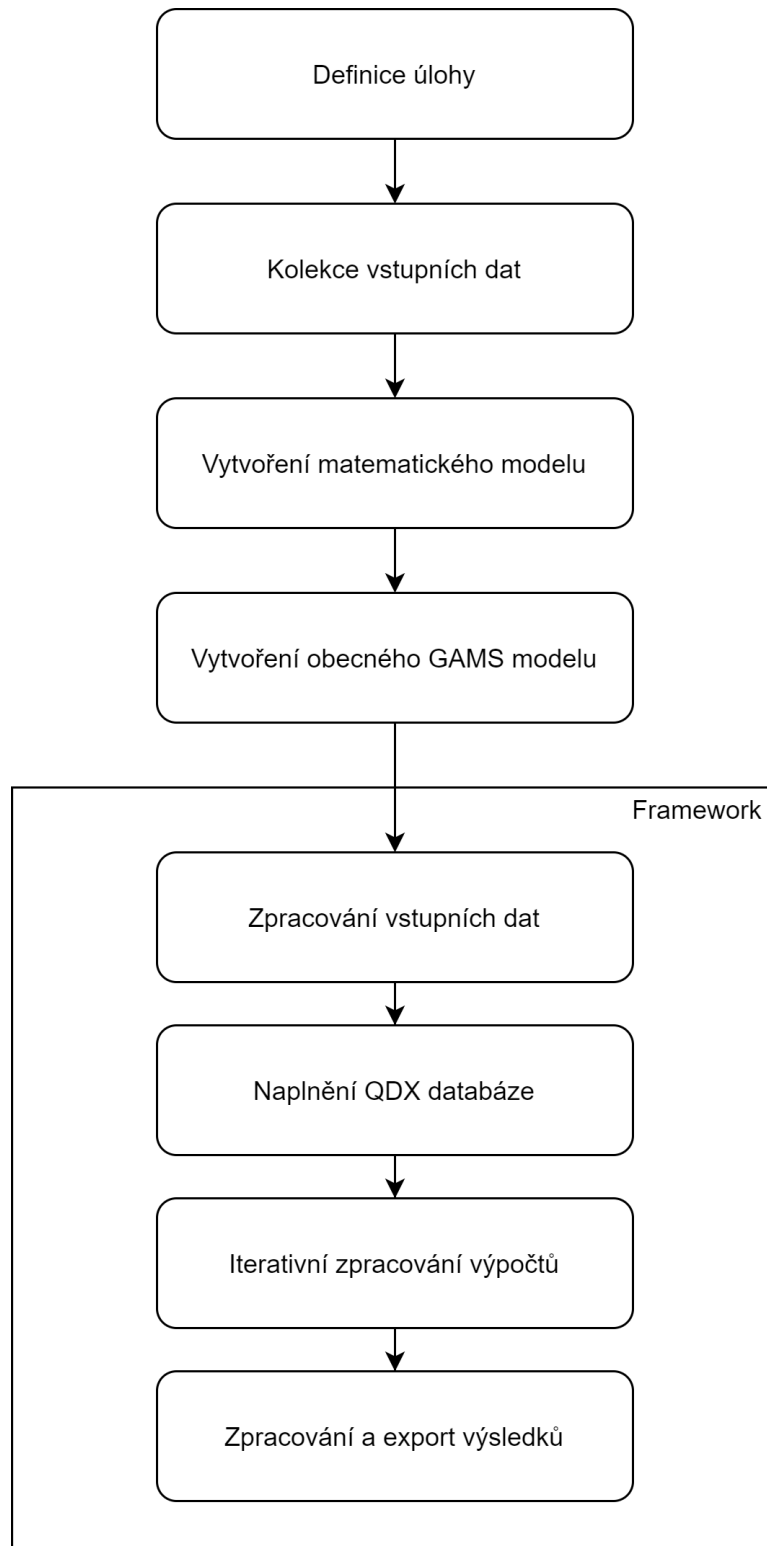 Definice úlohy
Kolekce vstupních dat
Vytvoření matematického modelu
Vytvoření obecného GAMS modelu
Framework
Zpracování vstupních dat
Naplnění QDX databáze
Iterativní zpracování výpočtů
Zpracování a export výsledků